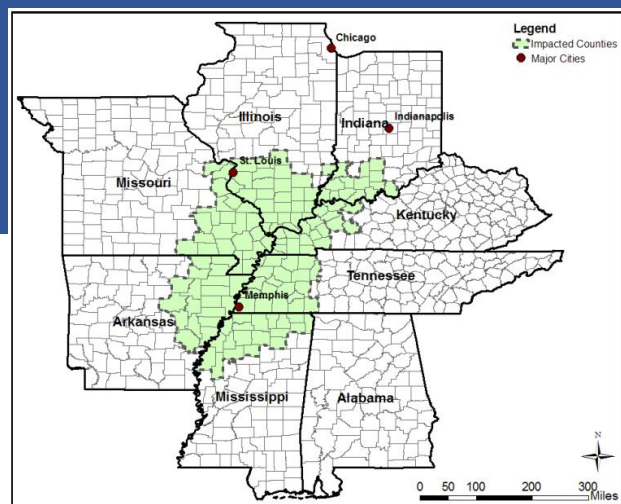 Chicago
Legend
Impacted Counties
Major Cities
Illinois
Indiana
Indianapolis
St. Louis
Missouri
Kentucky
Tennessee
Memphis
Arkansas
Mississippi
Alabama
N
0 50 100 200 300
Miles